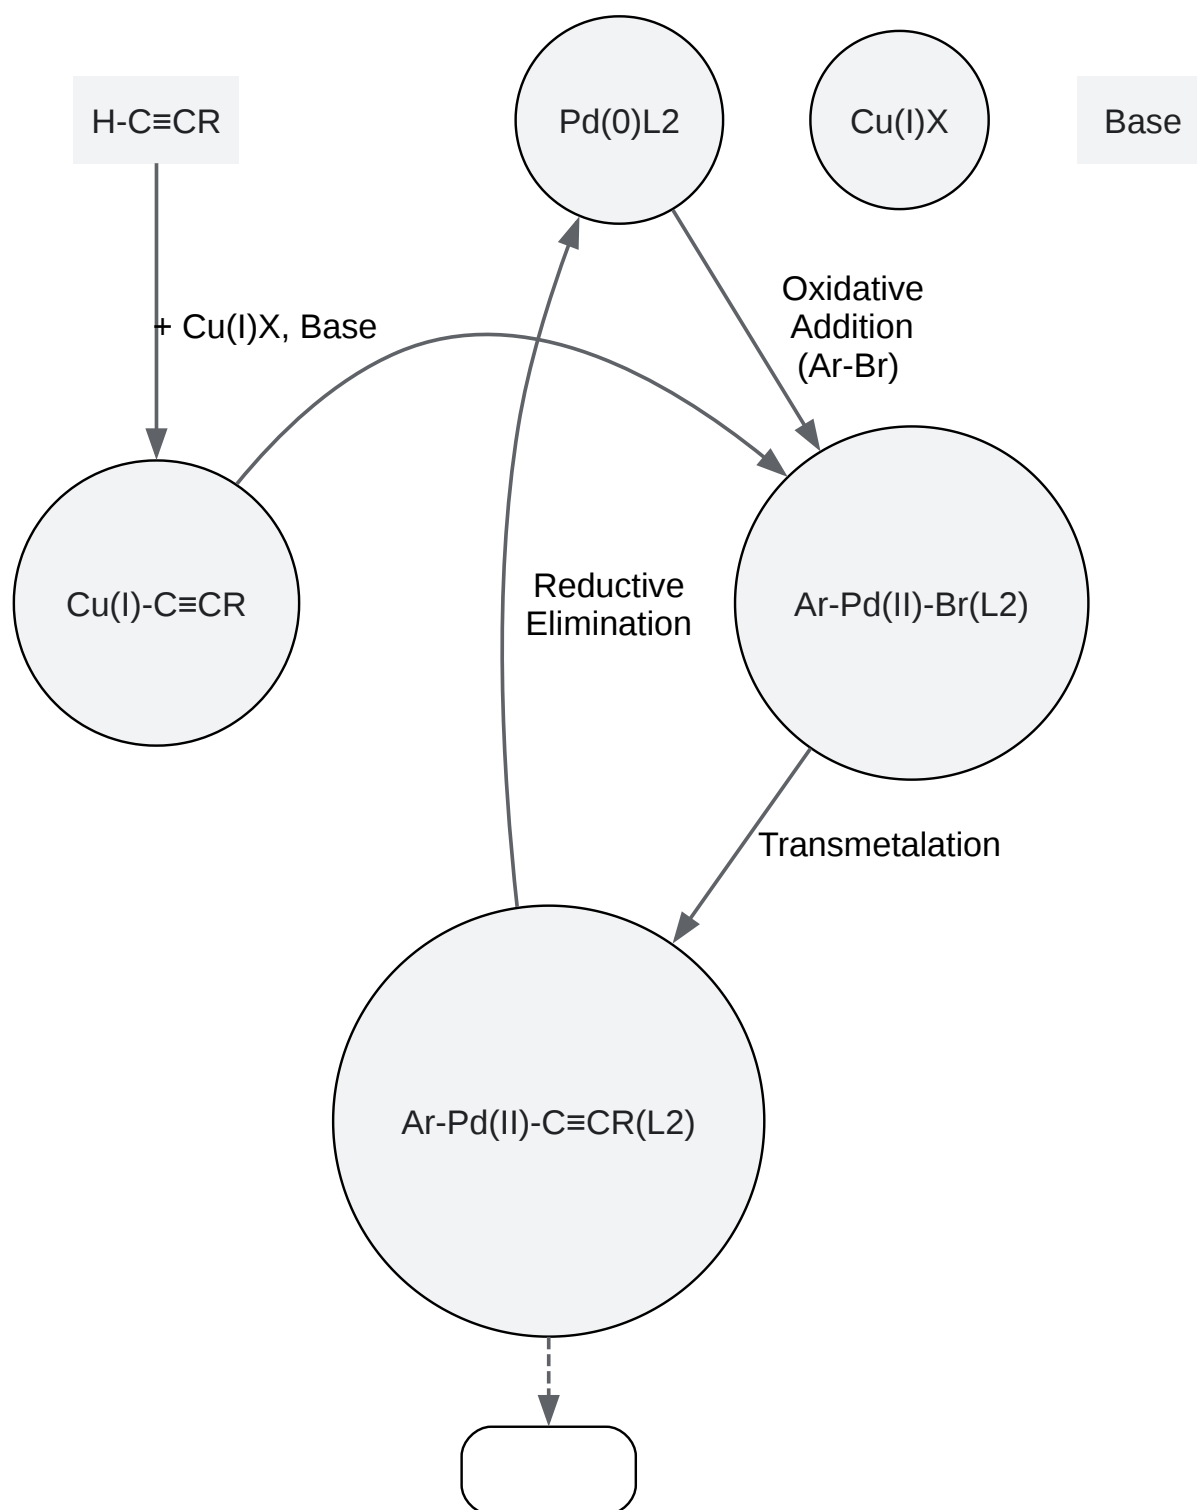 H-C≡CR
Pd(0)L2
Cu(I)X
Base
Oxidative
Addition
(Ar-Br)
+ Cu(I)X, Base
Cu(I)-C≡CR
Reductive
Elimination
Ar-Pd(II)-Br(L2)
Transmetalation
Ar-Pd(II)-C≡CR(L2)